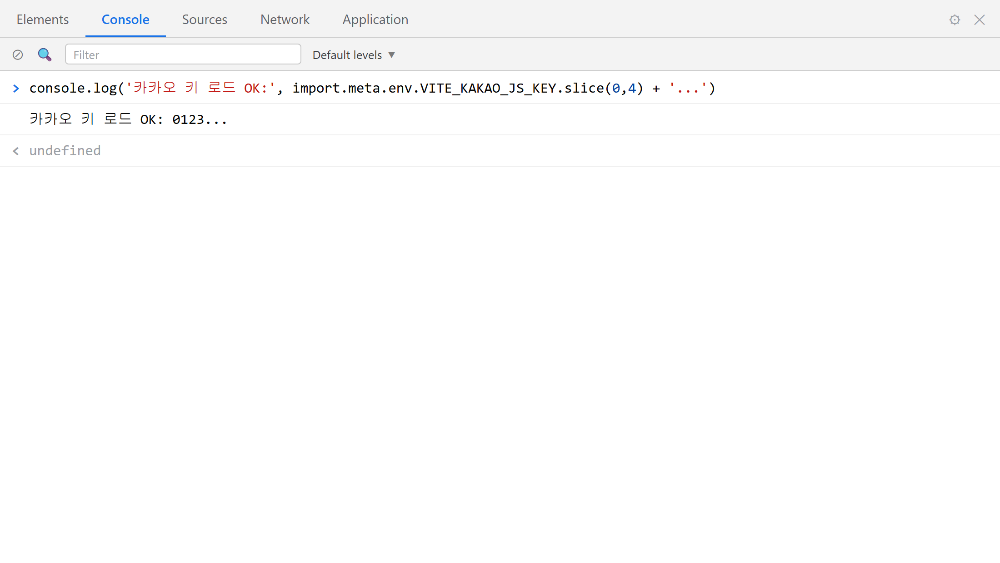 Elements Console Sources Network Application
Filter Default levels ▼
> console.log('카카오 키 로드 OK:', import.meta.env.VITE_KAKAO_JS_KEY.slice(0,4) + '...')
카카오 키 로드 OK: 0123...
< undefined